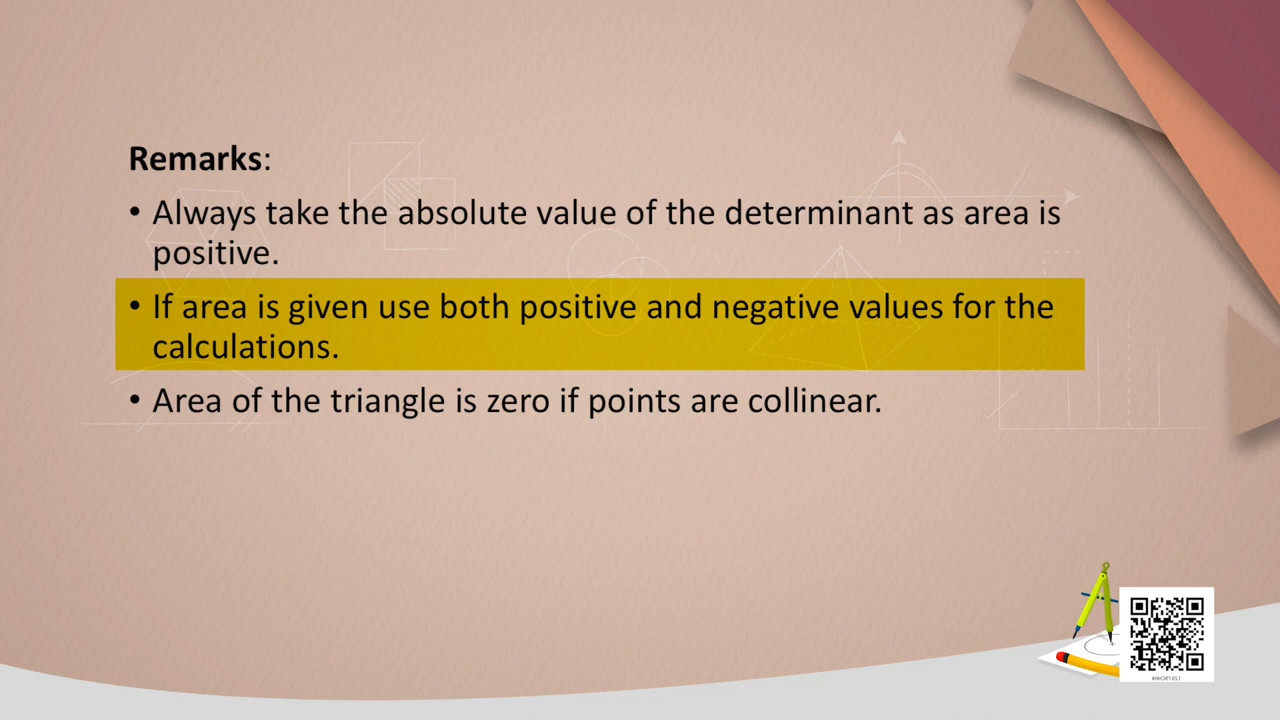 Remarks:
• Always take the absolute value of the determinant as area is
positive.
• If area is given use both positive and negative values for the
calculations.
• Area of the triangle is zero if points are collinear.